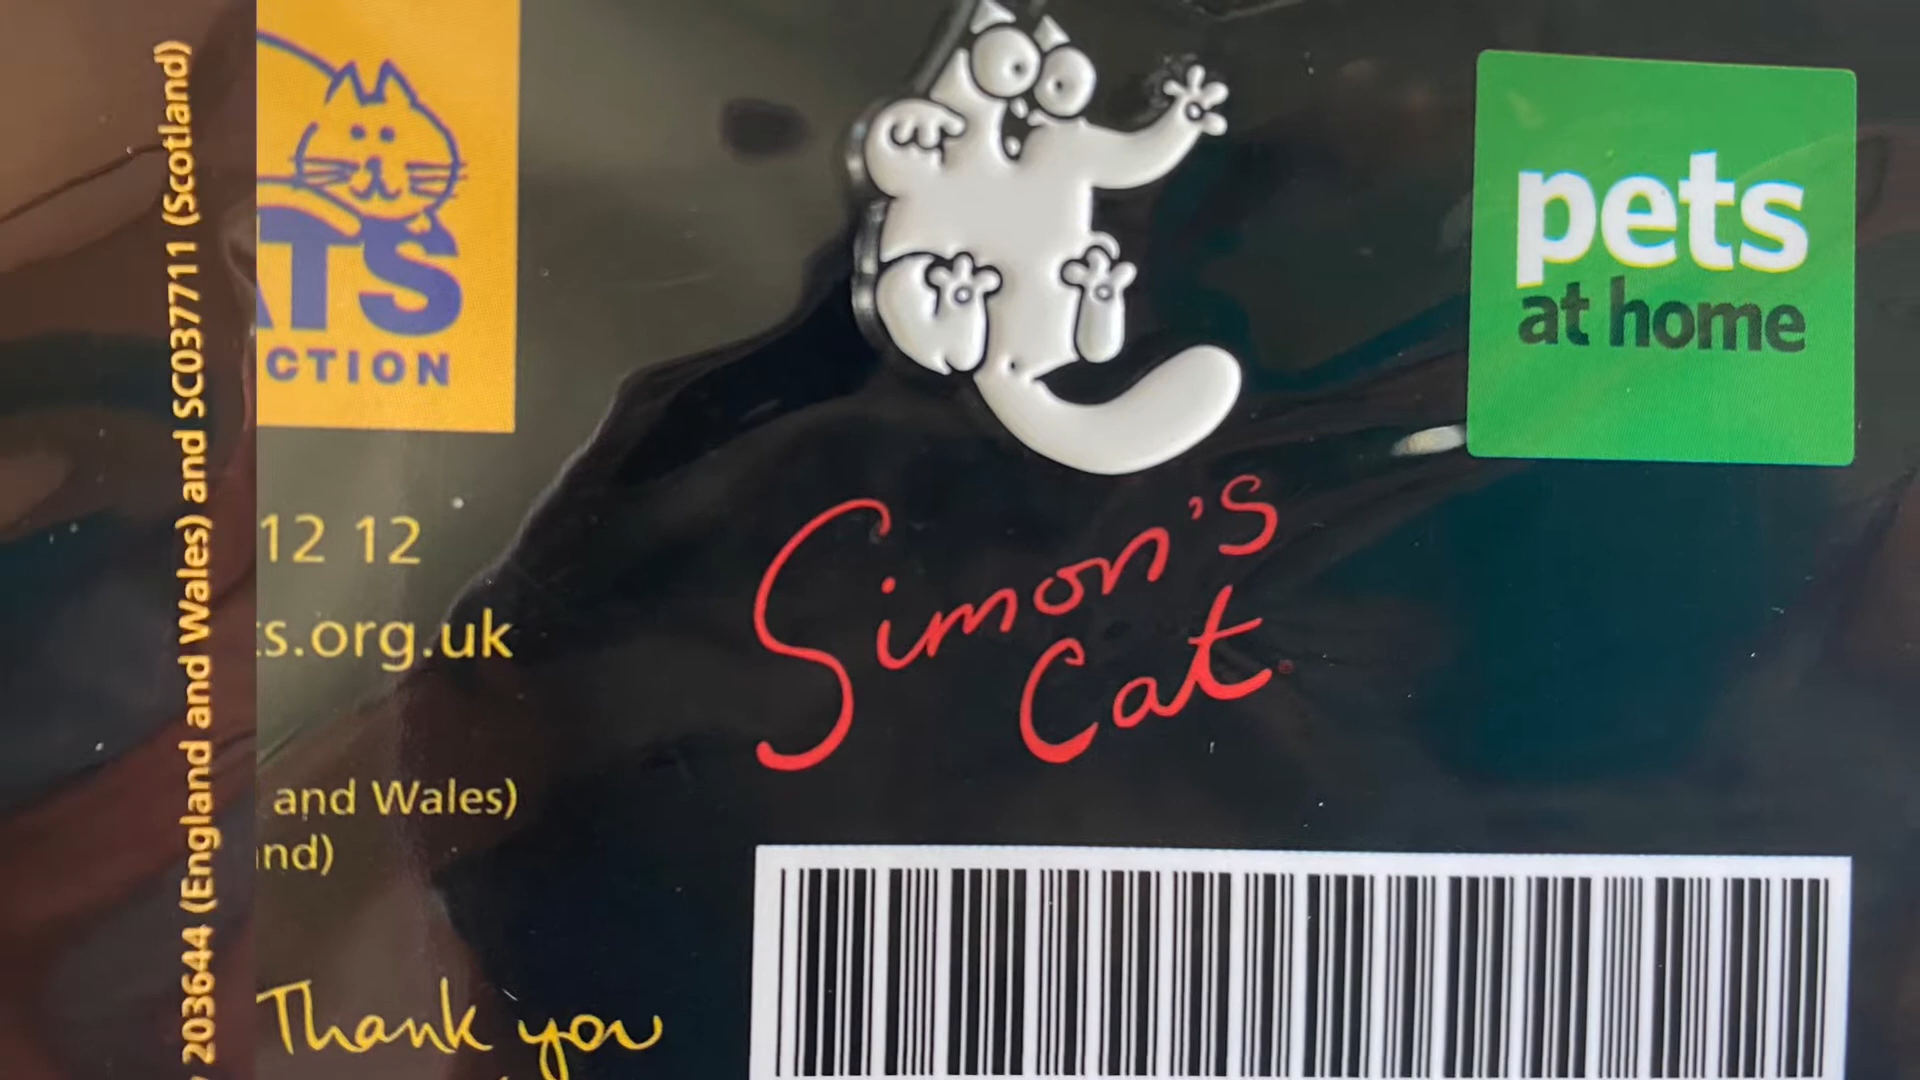 203644 (England and Wales) and SC037711 (Scotland)
ATS
CTION
12 12
s.org.uk
and Wales)
nd)
Thank you
Simon's
Cat
pets
at home